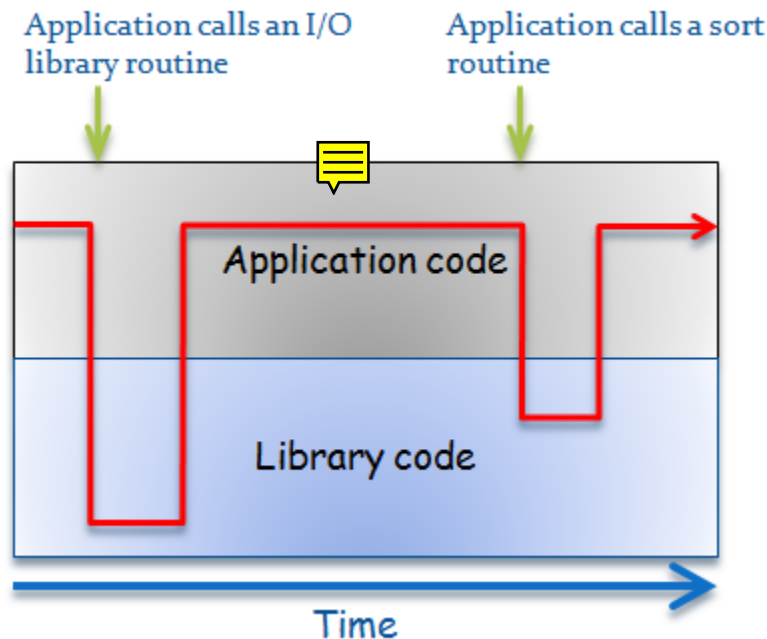 Application calls an I/O
library routine
Application calls a sort
routine
Application code
Library code
Time